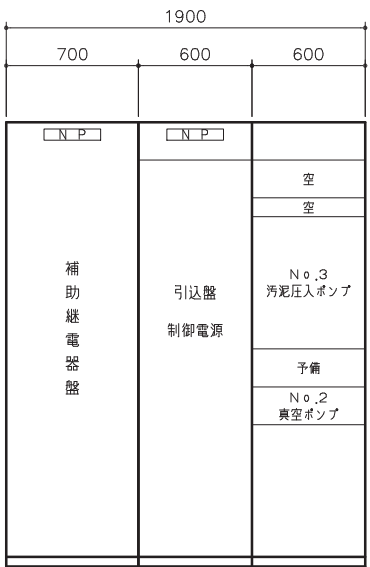 1900
700 600 600
N P
N P
補助継電器盤
引込盤
制御電源
空
空
No.3
汚泥圧入ポンプ
予備
No.2
真空ポンプ